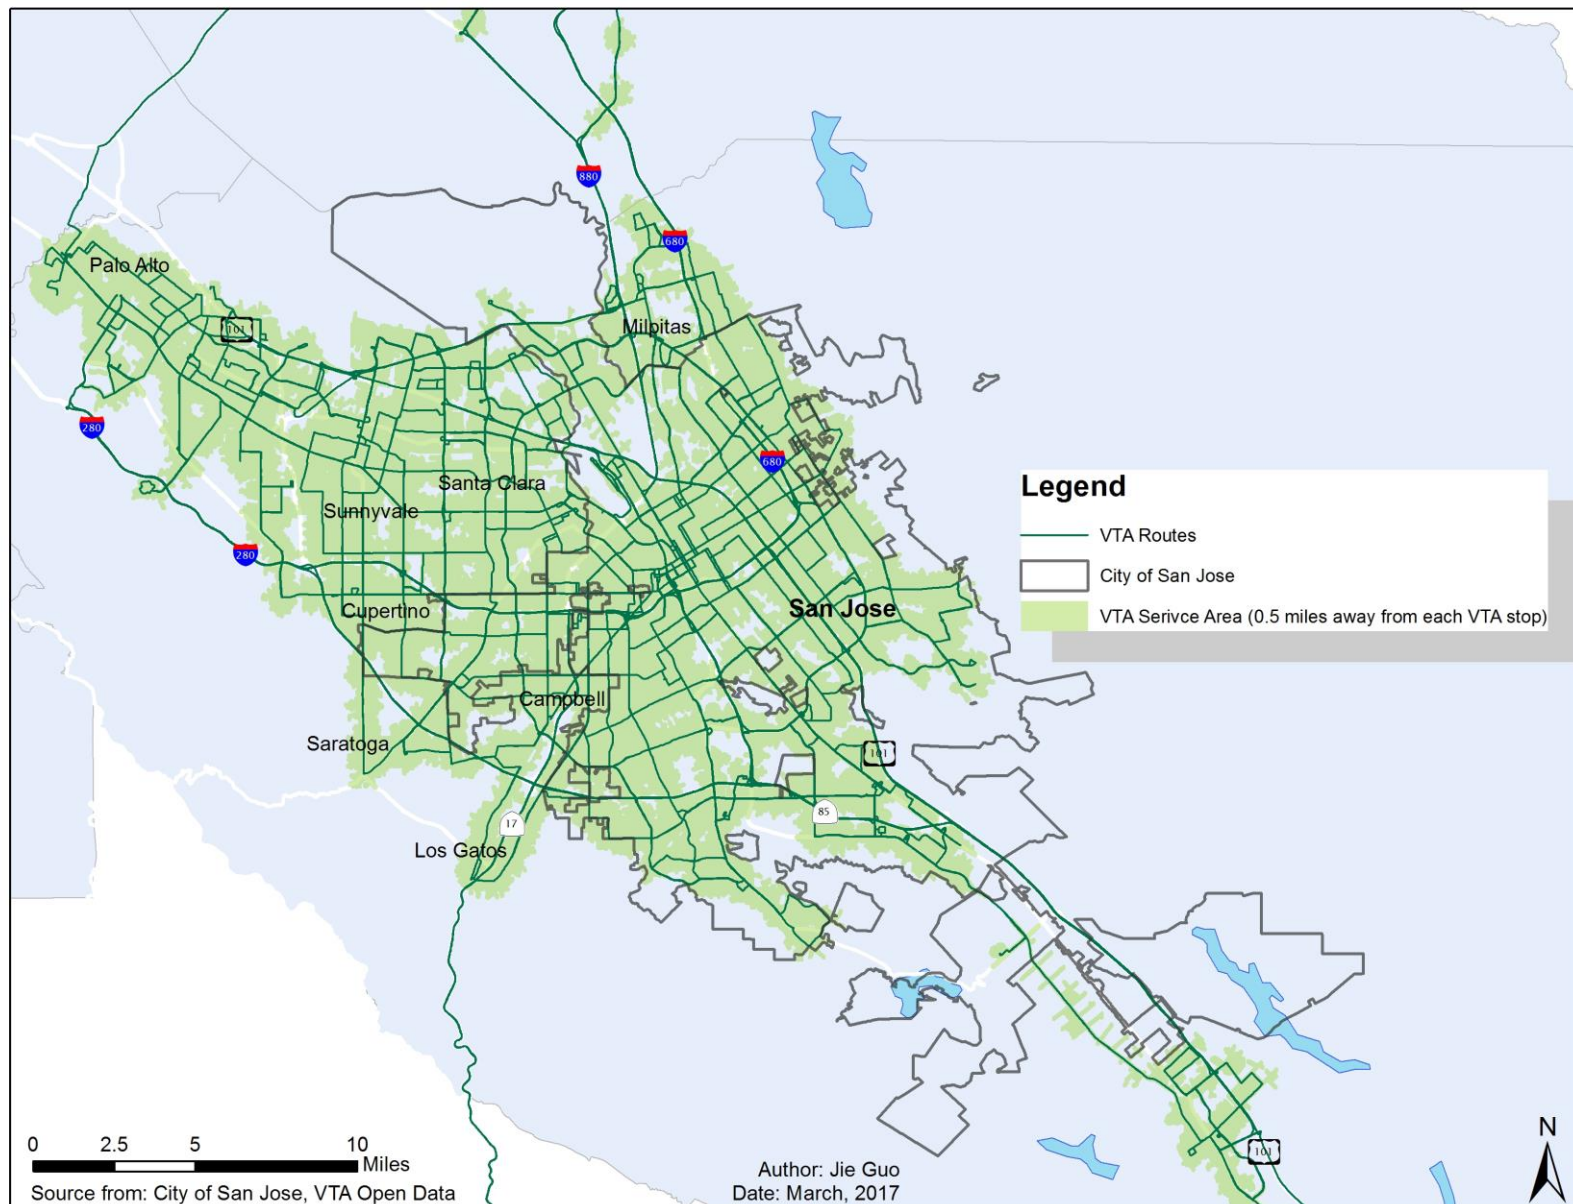 880
680
Palo Alto
101
Milpitas
280
680
Santa Clara
Sunnyvale
280
Cupertino
San Jose
Campbell
Saratoga
101
85
17
Los Gatos
101
Legend
VTA Routes
City of San Jose
VTA Serivce Area (0.5 miles away from each VTA stop)
0 2.5 5 10
Miles
Source from: City of San Jose, VTA Open Data
Author: Jie Guo
Date: March, 2017
N